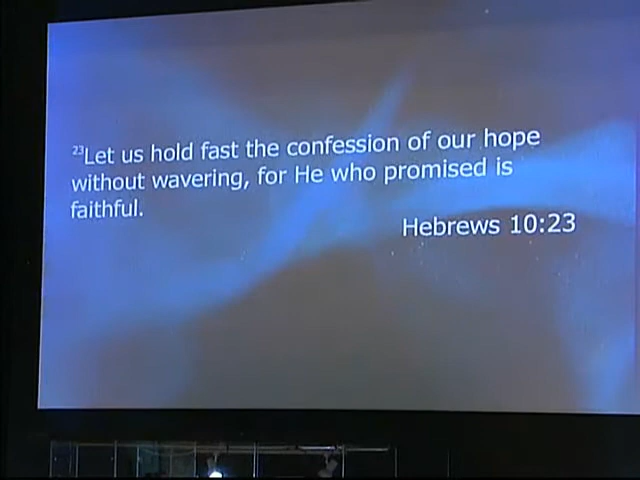 23Let us hold fast the confession of our hope
without wavering, for He who promised is
faithful.
Hebrews 10:23